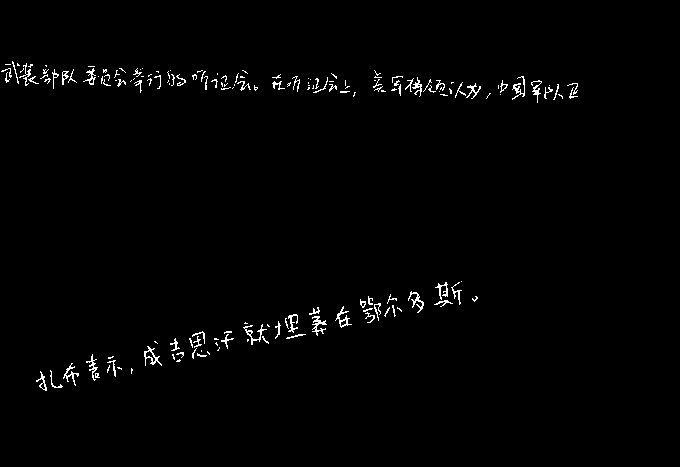 武装部队委员会举行的听证会。在听证会上，美军将领认为，中国军队正
扎布表示，成吉思汗就埋葬在鄂尔多斯。